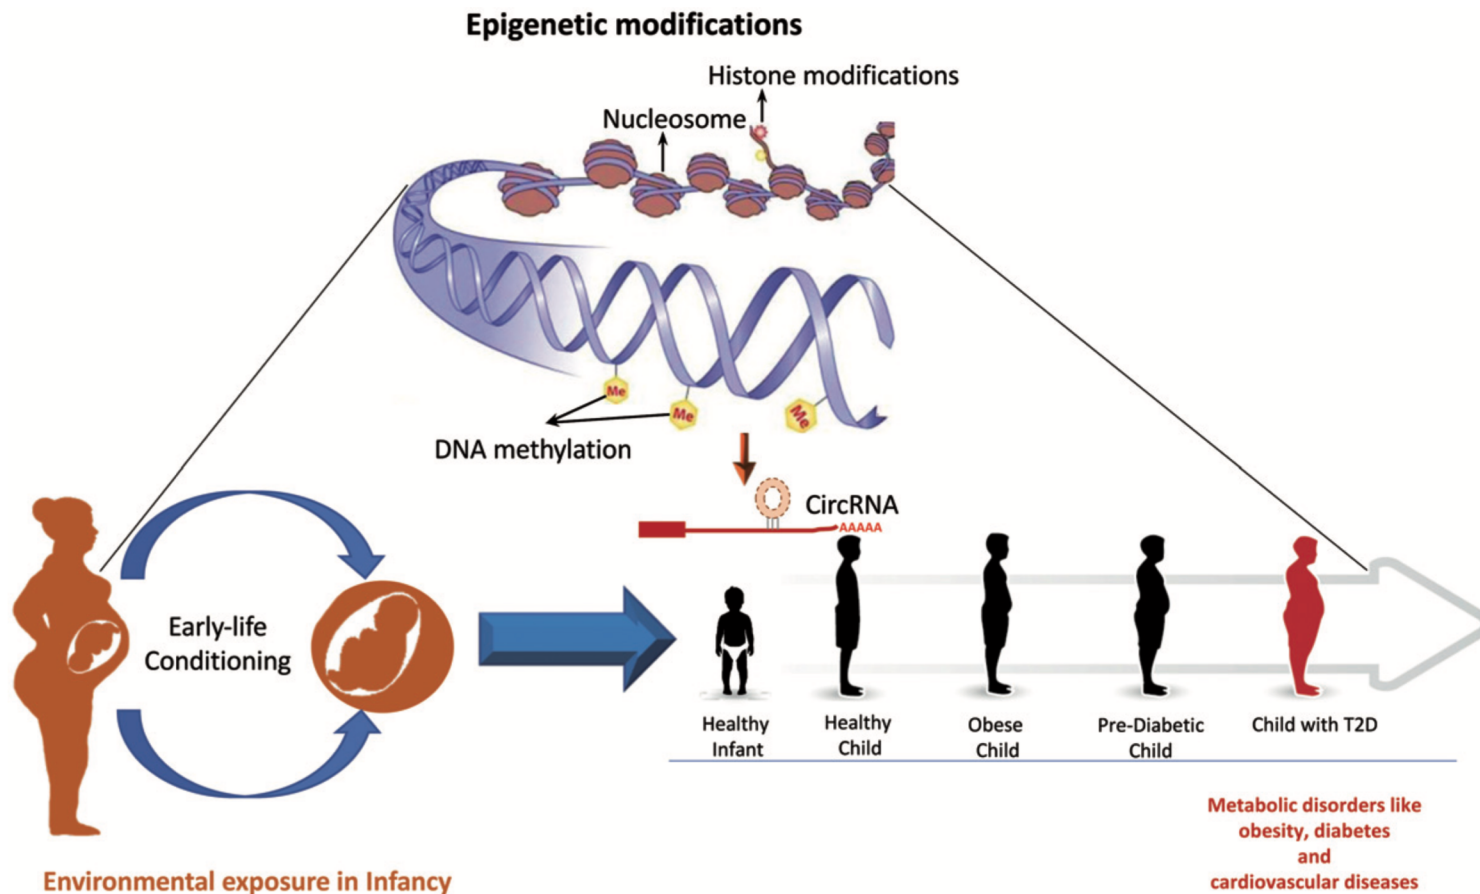 Epigenetic modifications
Histone modifications
Nucleosome
Me
Me
Me
DNA methylation
CircRNA
AAAAA
Early-life
Conditioning
Healthy
Infant
Healthy
Child
Obese
Child
Pre-Diabetic
Child
Child with T2D
Metabolic disorders like
obesity, diabetes
and
cardiovascular diseases
Environmental exposure in Infancy